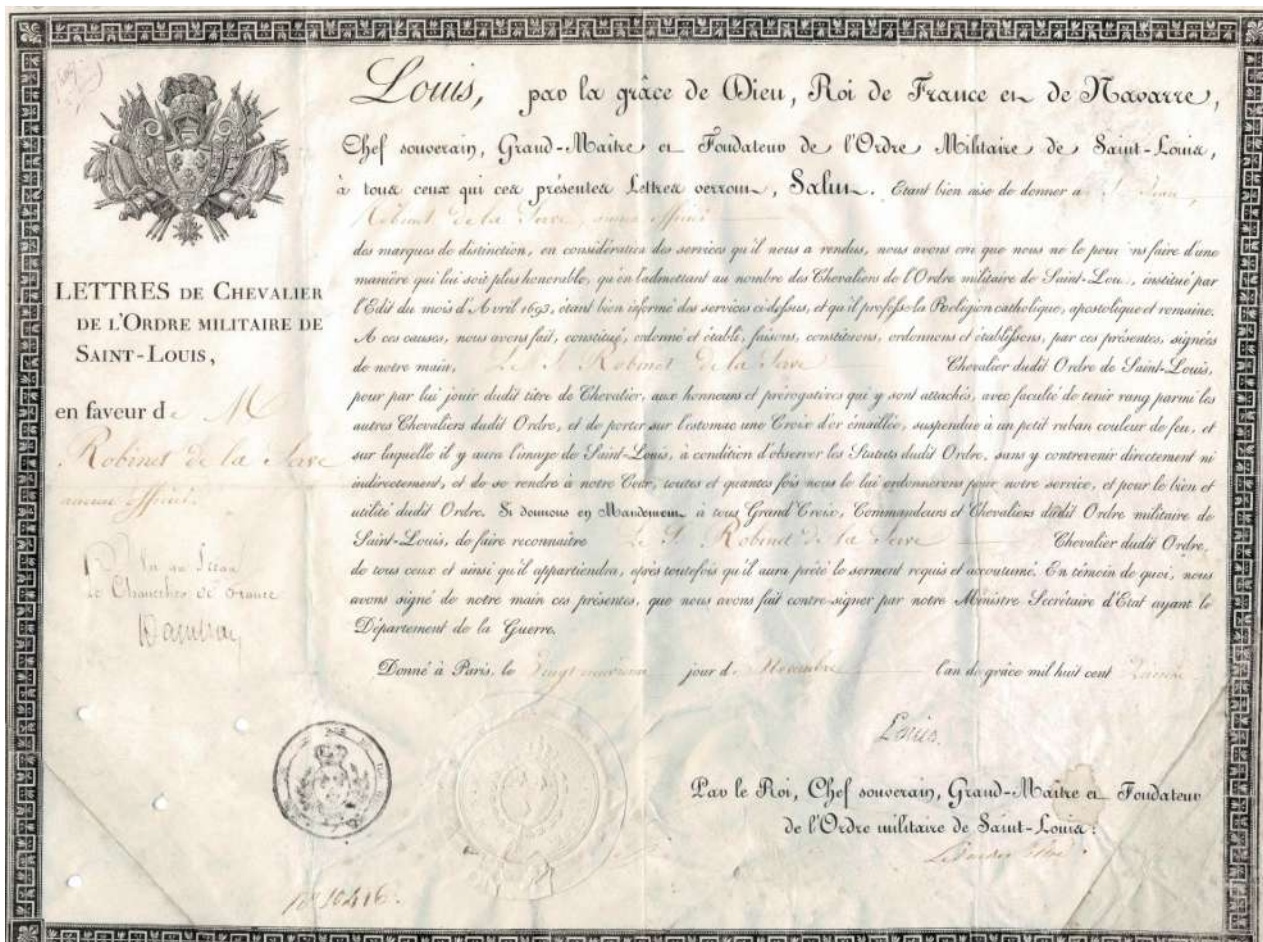 LETTRES DE CHEVALIER
DE L'ORDRE MILITAIRE DE
SAINT-LOUIS,
en faveur de M
Robinet de la Serve
ancien officier
Vu au Sceau
Le Chancelier de France
Dambray
Louis, par la grâce de Dieu, Roi de France et de Navarre,
Chef souverain, Grand-Maître et Fondateur de l'Ordre Militaire de Saint-Louis,
à tous ceux qui ces présentes Lettres verront, Salut. Etant bien aise de donner a S. Jean
Robinet de la Serve, ancien officier
des marques de distinction, en considération des services qu'il nous a rendus, nous avons cru que nous ne le pouvons faire d'une
manière qui lui soit plus honorable, qu'en l'admettant au nombre des Chevaliers de l'Ordre militaire de Saint-Lou, institué par
l'Edit du mois d'Avril 1693, étant bien informé des services ci-dessus, et qu'il professe la Religion catholique, apostolique et romaine.
A ces causes, nous avons fait, constitué, ordonné et établi, faisons, constituons, ordonnons et établissons, par ces présentes, signées
de notre main, Le S. Robinet de la Serve Chevalier dudit Ordre de Saint-Louis,
pour par lui jouir dudit titre de Chevalier, aux honneurs et prérogatives qui y sont attachés, avec faculté de tenir rang parmi les
autres Chevaliers dudit Ordre, et de porter sur l'estomac une Croix d'or émaillée, suspendue à un petit ruban couleur de feu, et
sur laquelle il y aura l'image de Saint-Louis, à condition d'observer les Statuts dudit Ordre, sans y contrevenir directement ni
indirectement, et de se rendre à notre Cour, toutes et quantes fois nous le lui ordonnerons pour notre service, et pour le bien et
utilité dudit Ordre. Si donnons en Mandement à tous Grand'Croix, Commandeurs et Chevaliers dudit Ordre militaire de
Saint-Louis, de faire reconnaître Le S. Robinet de la Serve Chevalier dudit Ordre,
de tous ceux et ainsi qu'il appartiendra, après toutefois qu'il aura prêté le serment requis et accoutumé. En témoin de quoi, nous
avons signé de notre main ces présentes, que nous avons fait contre-signer par notre Ministre Secrétaire d'Etat ayant le
Département de la Guerre.
Donné à Paris, le jour de Novembre l'an de grâce mil huit cent
Louis.
Par le Roi, Chef souverain, Grand-Maître et Fondateur
de l'Ordre militaire de Saint-Louis: